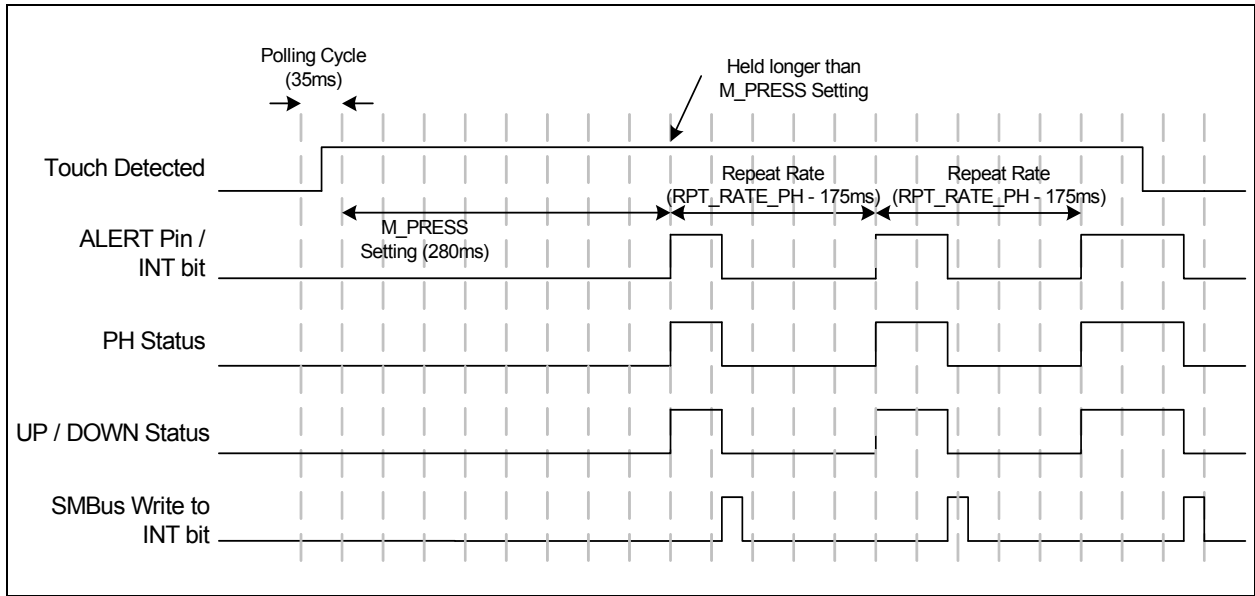 Polling Cycle
(35ms)
Held longer than
M_PRESS Setting
Touch Detected
Repeat Rate
(RPT_RATE_PH - 175ms)
Repeat Rate
(RPT_RATE_PH - 175ms)
M_PRESS
Setting (280ms)
ALERT Pin /
INT bit
PH Status
UP / DOWN Status
SMBus Write to
INT bit